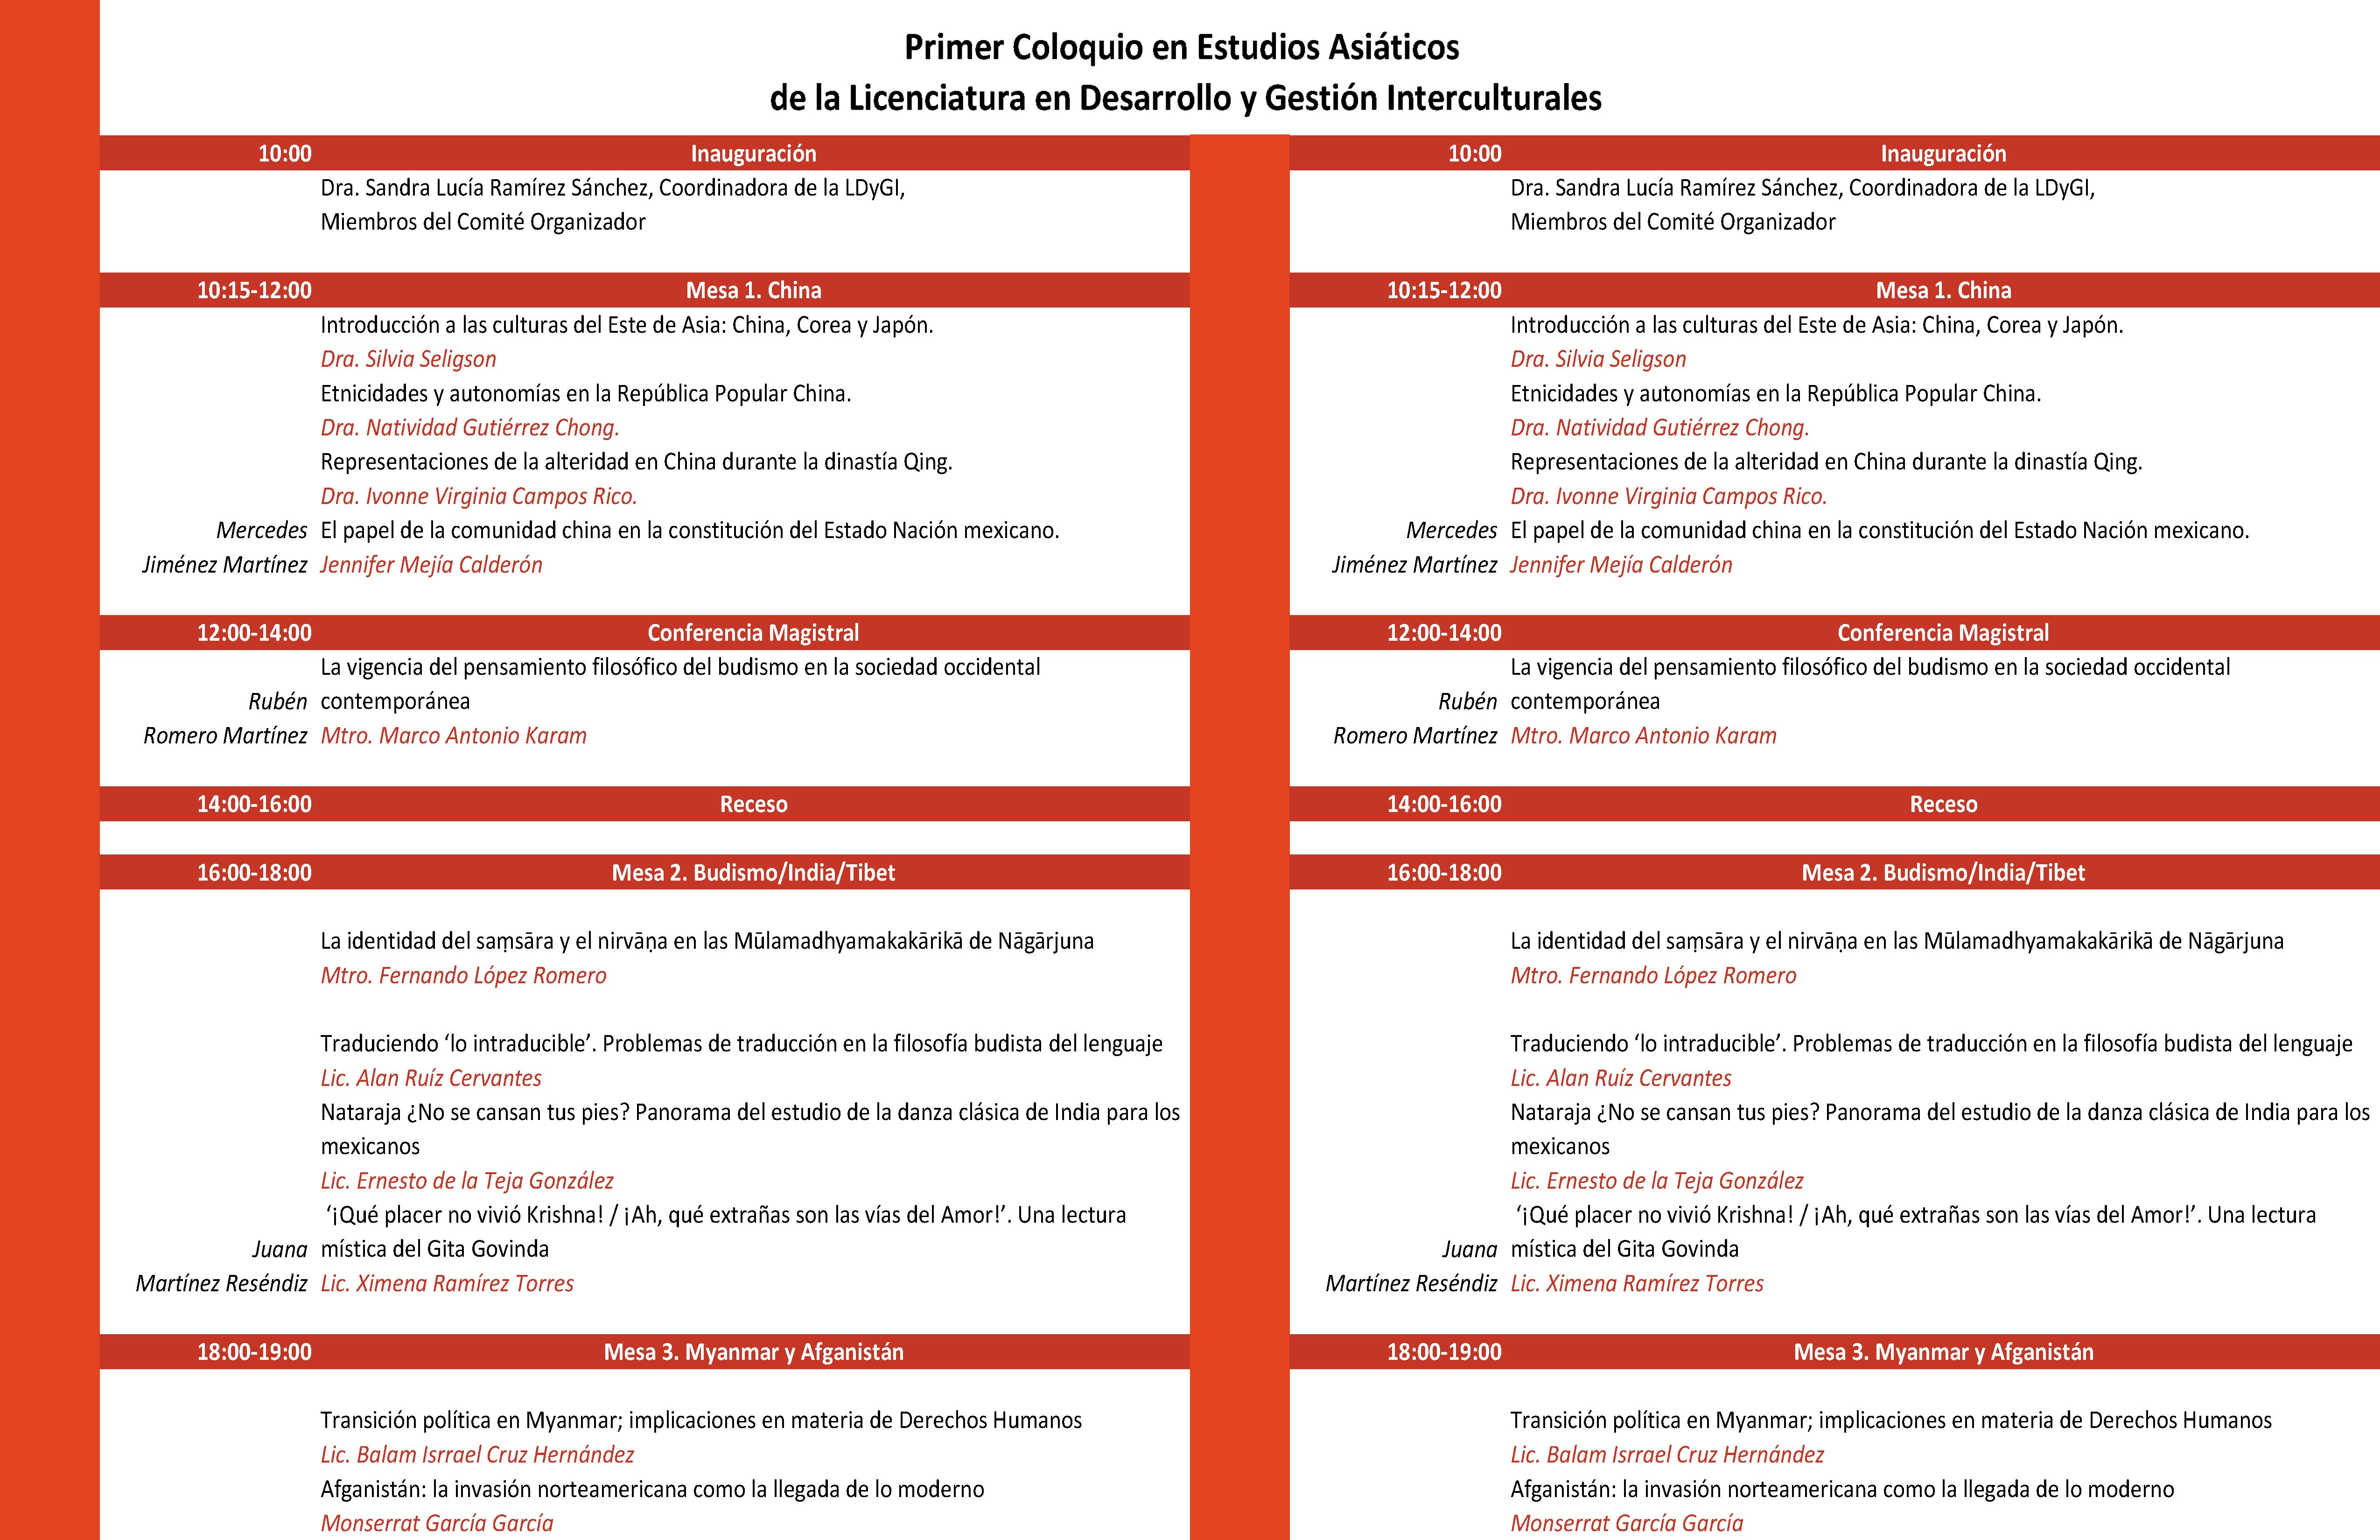 Primer Coloquio en Estudios Asiáticos
de la Licenciatura en Desarrollo y Gestión Interculturales
10:00 Inauguración
Dra. Sandra Lucía Ramírez Sánchez, Coordinadora de la LDyGI,
Miembros del Comité Organizador
10:15-12:00 Mesa 1. China
Introducción a las culturas del Este de Asia: China, Corea y Japón.
Dra. Silvia Seligson
Etnicidades y autonomías en la República Popular China.
Dra. Natividad Gutiérrez Chong.
Representaciones de la alteridad en China durante la dinastía Qing.
Dra. Ivonne Virginia Campos Rico.
Mercedes El papel de la comunidad china en la constitución del Estado Nación mexicano.
Jiménez Martínez Jennifer Mejía Calderón
12:00-14:00 Conferencia Magistral
La vigencia del pensamiento filosófico del budismo en la sociedad occidental
Rubén contemporánea
Romero Martínez Mtro. Marco Antonio Karam
14:00-16:00 Receso
16:00-18:00 Mesa 2. Budismo/India/Tibet
La identidad del saṃsāra y el nirvāṇa en las Mūlamadhyamakakārikā de Nāgārjuna
Mtro. Fernando López Romero
Traduciendo ‘lo intraducible’. Problemas de traducción en la filosofía budista del lenguaje
Lic. Alan Ruíz Cervantes
Nataraja ¿No se cansan tus pies? Panorama del estudio de la danza clásica de India para los
mexicanos
Lic. Ernesto de la Teja González
‘¡Qué placer no vivió Krishna! / ¡Ah, qué extrañas son las vías del Amor!’. Una lectura
Juana mística del Gita Govinda
Martínez Reséndiz Lic. Ximena Ramírez Torres
18:00-19:00 Mesa 3. Myanmar y Afganistán
Transición política en Myanmar; implicaciones en materia de Derechos Humanos
Lic. Balam Isrrael Cruz Hernández
Afganistán: la invasión norteamericana como la llegada de lo moderno
Monserrat García García
10:00 Inauguración
Dra. Sandra Lucía Ramírez Sánchez, Coordinadora de la LDyGI,
Miembros del Comité Organizador
10:15-12:00 Mesa 1. China
Introducción a las culturas del Este de Asia: China, Corea y Japón.
Dra. Silvia Seligson
Etnicidades y autonomías en la República Popular China.
Dra. Natividad Gutiérrez Chong.
Representaciones de la alteridad en China durante la dinastía Qing.
Dra. Ivonne Virginia Campos Rico.
Mercedes El papel de la comunidad china en la constitución del Estado Nación mexicano.
Jiménez Martínez Jennifer Mejía Calderón
12:00-14:00 Conferencia Magistral
La vigencia del pensamiento filosófico del budismo en la sociedad occidental
Rubén contemporánea
Romero Martínez Mtro. Marco Antonio Karam
14:00-16:00 Receso
16:00-18:00 Mesa 2. Budismo/India/Tibet
La identidad del saṃsāra y el nirvāṇa en las Mūlamadhyamakakārikā de Nāgārjuna
Mtro. Fernando López Romero
Traduciendo ‘lo intraducible’. Problemas de traducción en la filosofía budista del lenguaje
Lic. Alan Ruíz Cervantes
Nataraja ¿No se cansan tus pies? Panorama del estudio de la danza clásica de India para los
mexicanos
Lic. Ernesto de la Teja González
‘¡Qué placer no vivió Krishna! / ¡Ah, qué extrañas son las vías del Amor!’. Una lectura
Juana mística del Gita Govinda
Martínez Reséndiz Lic. Ximena Ramírez Torres
18:00-19:00 Mesa 3. Myanmar y Afganistán
Transición política en Myanmar; implicaciones en materia de Derechos Humanos
Lic. Balam Isrrael Cruz Hernández
Afganistán: la invasión norteamericana como la llegada de lo moderno
Monserrat García García